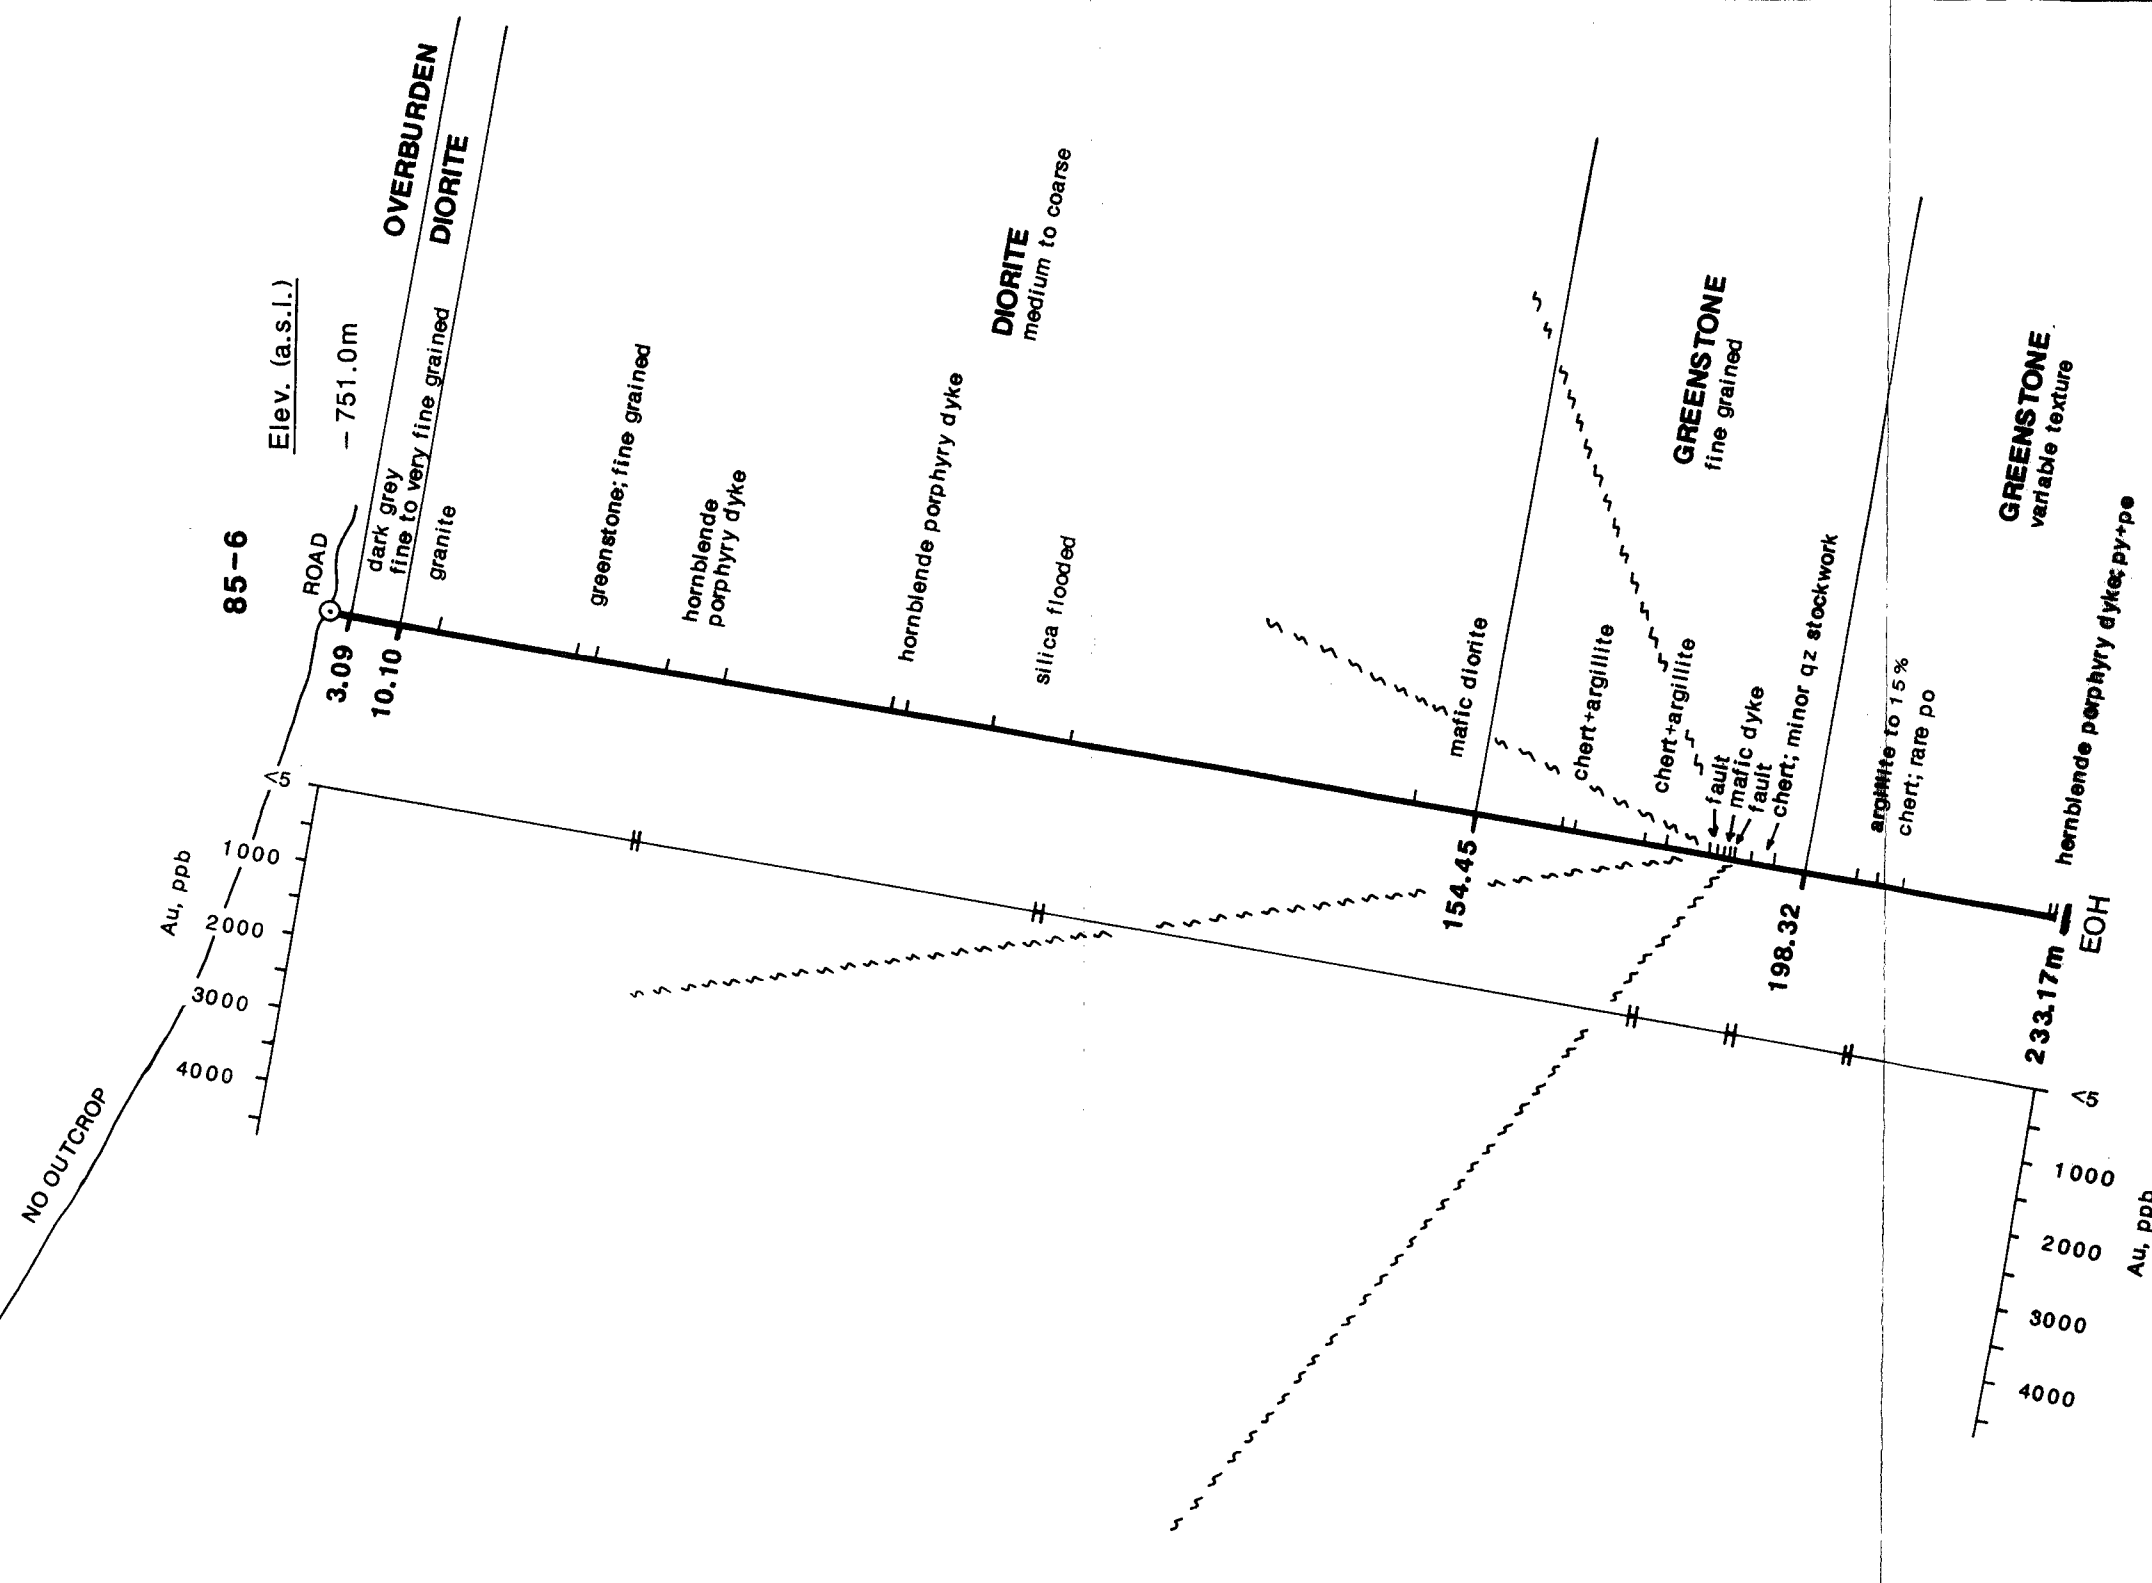 85-6
Elev. (a.s.l.)
- 751.0m
ROAD
OVERBURDEN
DIORITE
dark grey
fine to very fine grained
granite
greenstone; fine grained
hornblende
porphyry dyke
hornblende porphyry dyke
DIORITE
medium to coarse
silica flooded
mafic diorite
chert+argillite
chert+argillite
GREENSTONE
fine grained
fault
mafic dyke
fault
chert; minor qz stockwork
argillite to 15%
chert; rare po
GREENSTONE
variable texture
hornblende porphyry dyke; py+pe
3.09
10.10
154.45
198.32
233.17m
EOH
NO OUTCROP
Au, ppb
<5
1000
2000
3000
4000
<5
1000
2000
3000
4000
Au, ppb